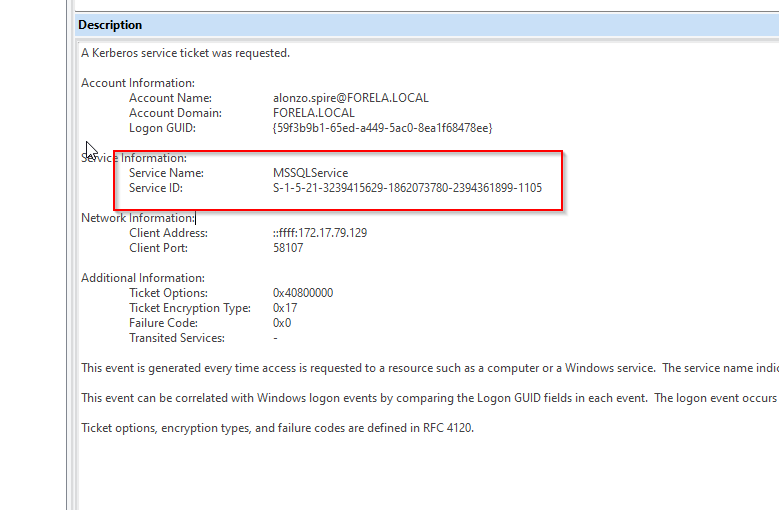 Description
A Kerberos service ticket was requested.
Account Information:
Account Name: alonzo.spire@FORELA.LOCAL
Account Domain: FORELA.LOCAL
Logon GUID: {59f3b9b1-65ed-a449-5ac0-8ea1f68478ee}
Service Information:
Service Name: MSSQLService
Service ID: S-1-5-21-3239415629-1862073780-2394361899-1105
Network Information:
Client Address: ::ffff:172.17.79.129
Client Port: 58107
Additional Information:
Ticket Options: 0x40800000
Ticket Encryption Type: 0x17
Failure Code: 0x0
Transited Services: -
This event is generated every time access is requested to a resource such as a computer or a Windows service.  The service name indic
This event can be correlated with Windows logon events by comparing the Logon GUID fields in each event.  The logon event occurs
Ticket options, encryption types, and failure codes are defined in RFC 4120.